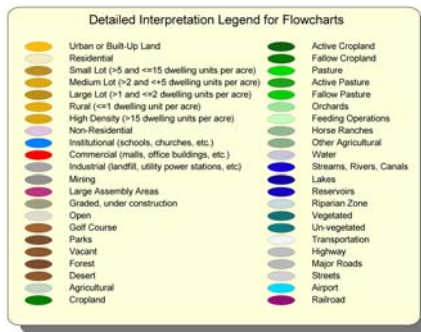 Detailed Interpretation Legend for Flowcharts
Urban or Built-Up Land
Residential
Small Lot (>5 and <=15 dwelling units per acre)
Medium Lot (>2 and <=5 dwelling units per acre)
Large Lot (>1 and <=2 dwelling units per acre)
Rural (<=1 dwelling unit per acre)
High Density (>15 dwelling units per acre)
Non-Residential
Institutional (schools, churches, etc.)
Commercial (malls, office buildings, etc)
Industrial (landfill, utility power stations, etc)
Mining
Large Assembly Areas
Graded, under construction
Open
Golf Course
Parks
Vacant
Forest
Desert
Agricultural
Cropland
Active Cropland
Fallow Cropland
Pasture
Active Pasture
Fallow Pasture
Orchards
Feeding Operations
Horse Ranches
Other Agricultural
Water
Streams, Rivers, Canals
Lakes
Reservoirs
Riparian Zone
Vegetated
Un-vegetated
Transportation
Highway
Major Roads
Streets
Airport
Railroad